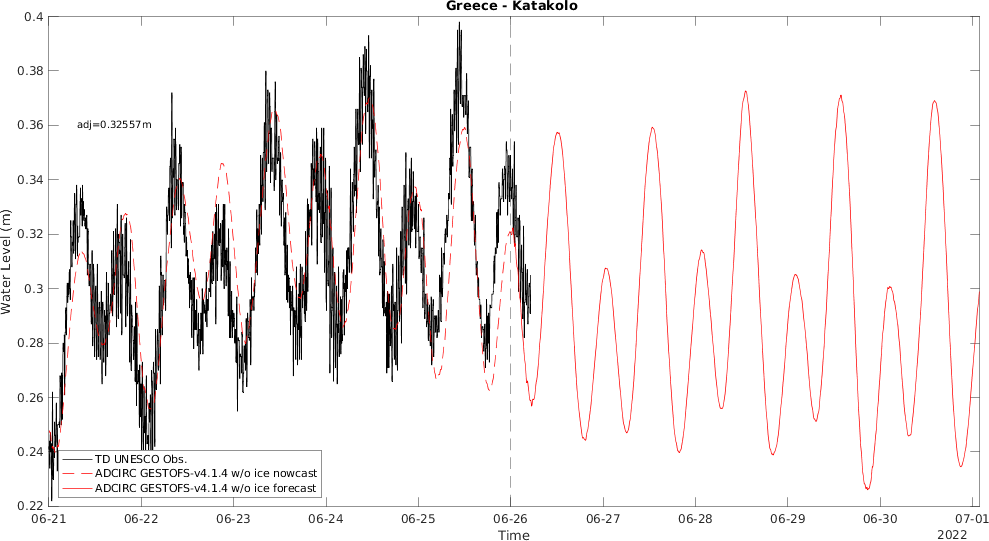 Greece - Katakolo
0.4
0.38
0.36
0.34
0.32
0.3
0.28
0.26
0.24
0.22
Water Level (m)
adj=0.32557m
TD UNESCO Obs.
ADCIRC GESTOFS-v4.1.4 w/o ice nowcast
ADCIRC GESTOFS-v4.1.4 w/o ice forecast
06-21 06-22 06-23 06-24 06-25 06-26 06-27 06-28 06-29 06-30 07-01
Time
2022